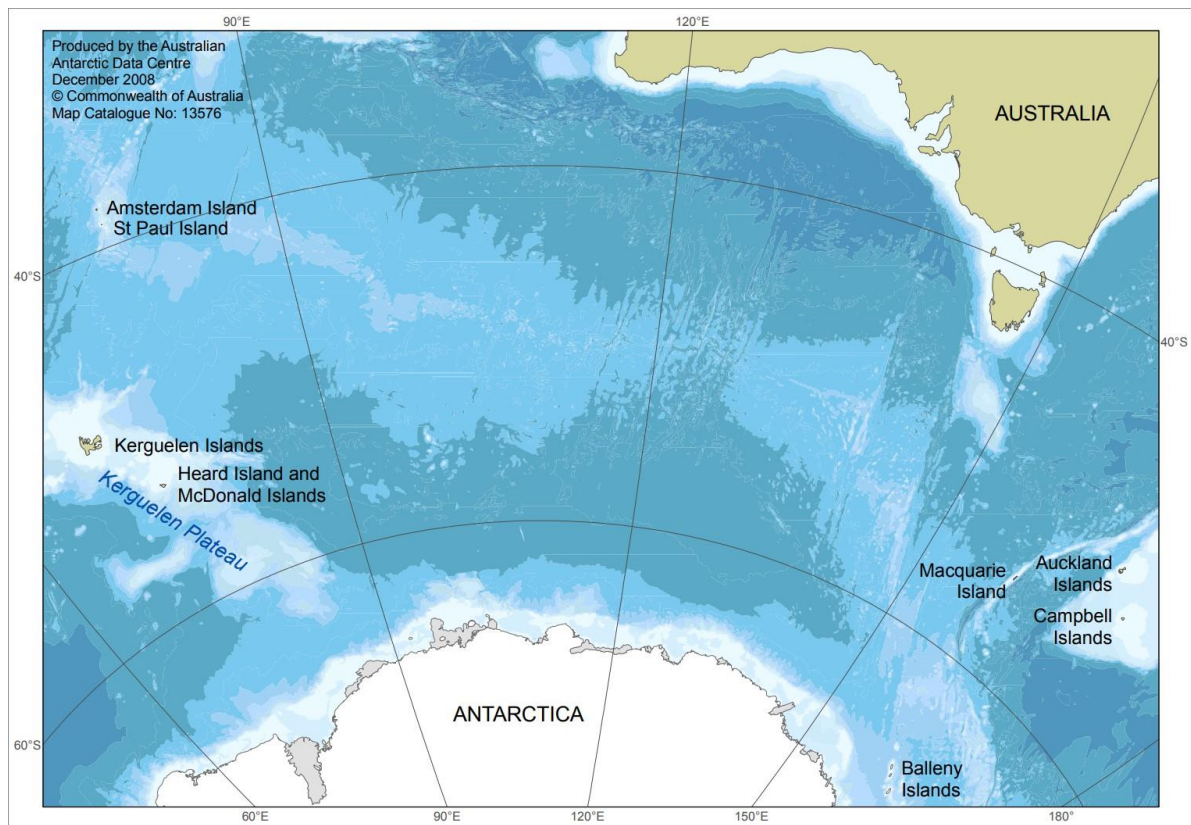 90°E
120°E
Produced by the Australian
Antarctic Data Centre
December 2008
© Commonwealth of Australia
Map Catalogue No: 13576
AUSTRALIA
Amsterdam Island
St Paul Island
40°S
40°S
Kerguelen Islands
Heard Island and
McDonald Islands
Kerguelen Plateau
Macquarie
Island
Auckland
Islands
Campbell
Islands
ANTARCTICA
60°S
Balleny
Islands
60°E
90°E
120°E
150°E
180°